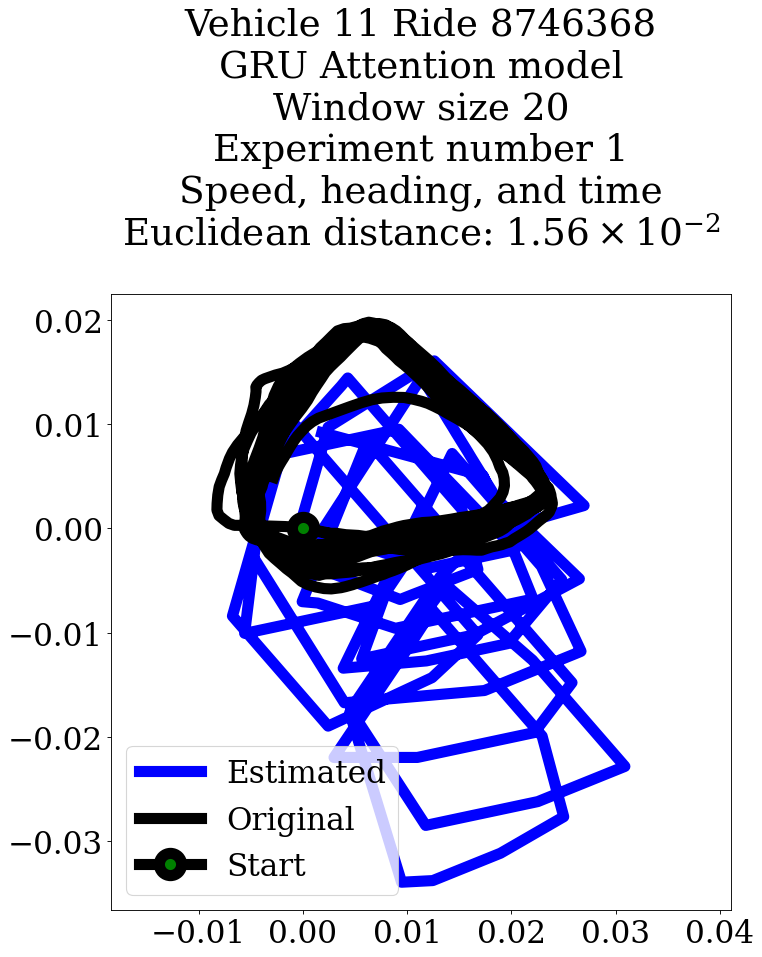 Vehicle 11 Ride 8746368
GRU Attention model
Window size 20
Experiment number 1
Speed, heading, and time
Euclidean distance: 1.56 × 10⁻²
0.02
0.01
0.00
−0.01
−0.02
−0.03
Estimated
Original
Start
−0.01 0.00 0.01 0.02 0.03 0.04